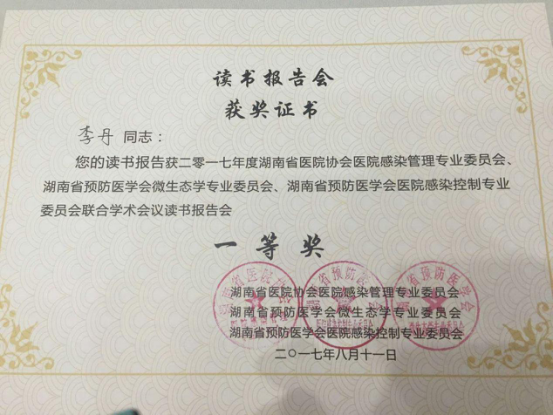 读书报告会
获奖证书
李丹 同志：
您的读书报告获二零一七年度湖南省医院协会医院感染管理专业委员会、
湖南省预防医学会微生态学专业委员会、湖南省预防医学会医院感染控制专业
委员会联合学术会议读书报告会
一等奖
湖南省医院协会医院感染管理专业委员会
湖南省预防医学会微生态学专业委员会
湖南省预防医学会医院感染控制专业委员会
二〇一七年八月十一日